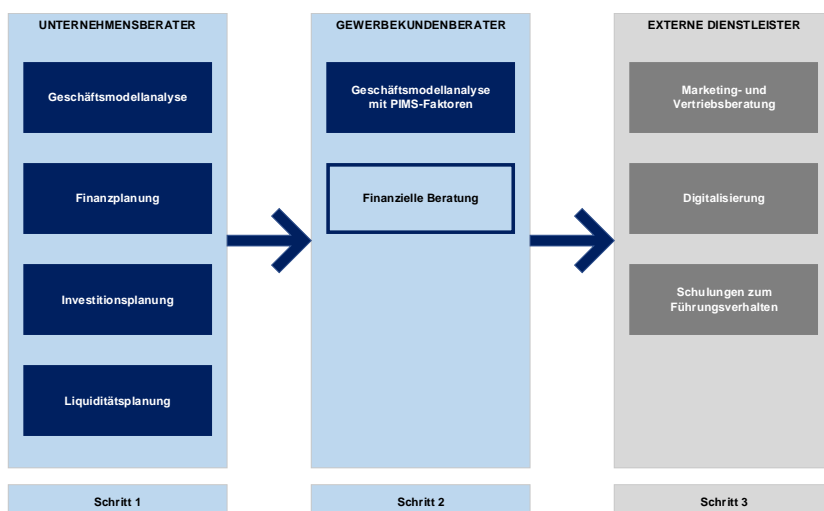 UNTERNEHMENSBERATER
Geschäftsmodellanalyse
Finanzplanung
Investitionsplanung
Liquiditätsplanung
Schritt 1
GEWERBEKUNDENBERATER
Geschäftsmodellanalyse
mit PIMS-Faktoren
Finanzielle Beratung
Schritt 2
EXTERNE DIENSTLEISTER
Marketing- und
Vertriebsberatung
Digitalisierung
Schulungen zum
Führungsverhalten
Schritt 3